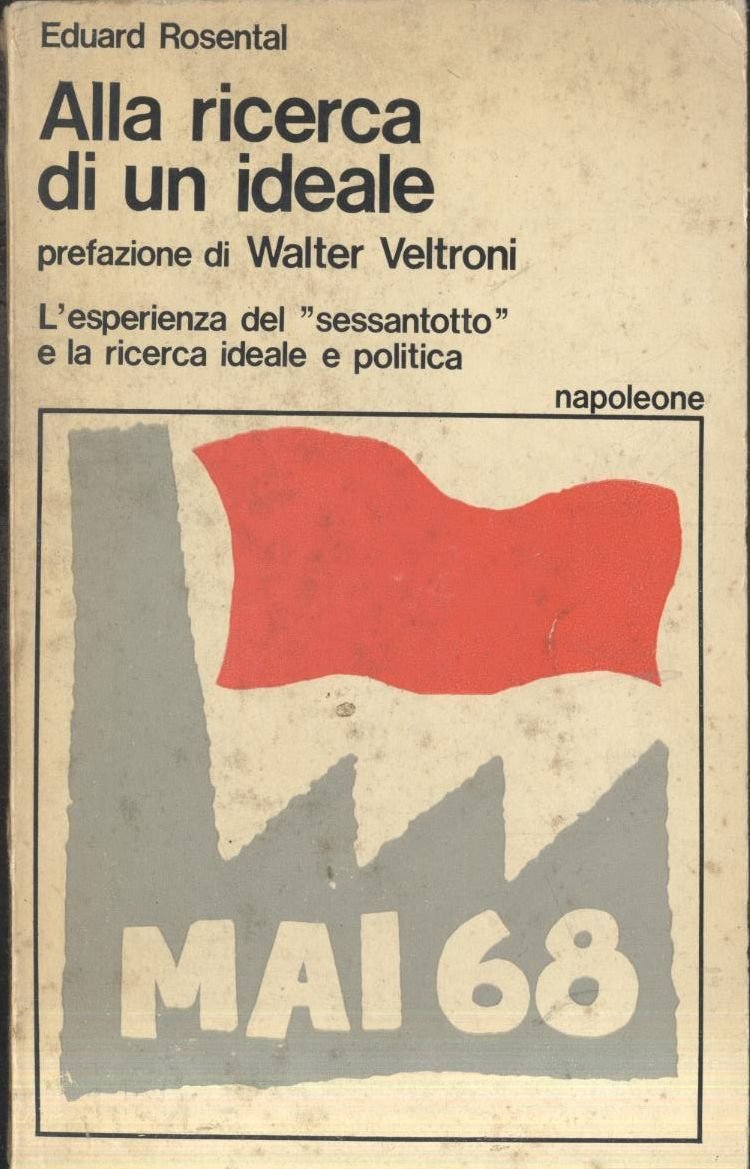 Eduard Rosental
Alla ricerca
di un ideale
prefazione di Walter Veltroni
L'esperienza del ”sessantotto”
e la ricerca ideale e politica
napoleone
MAI 68